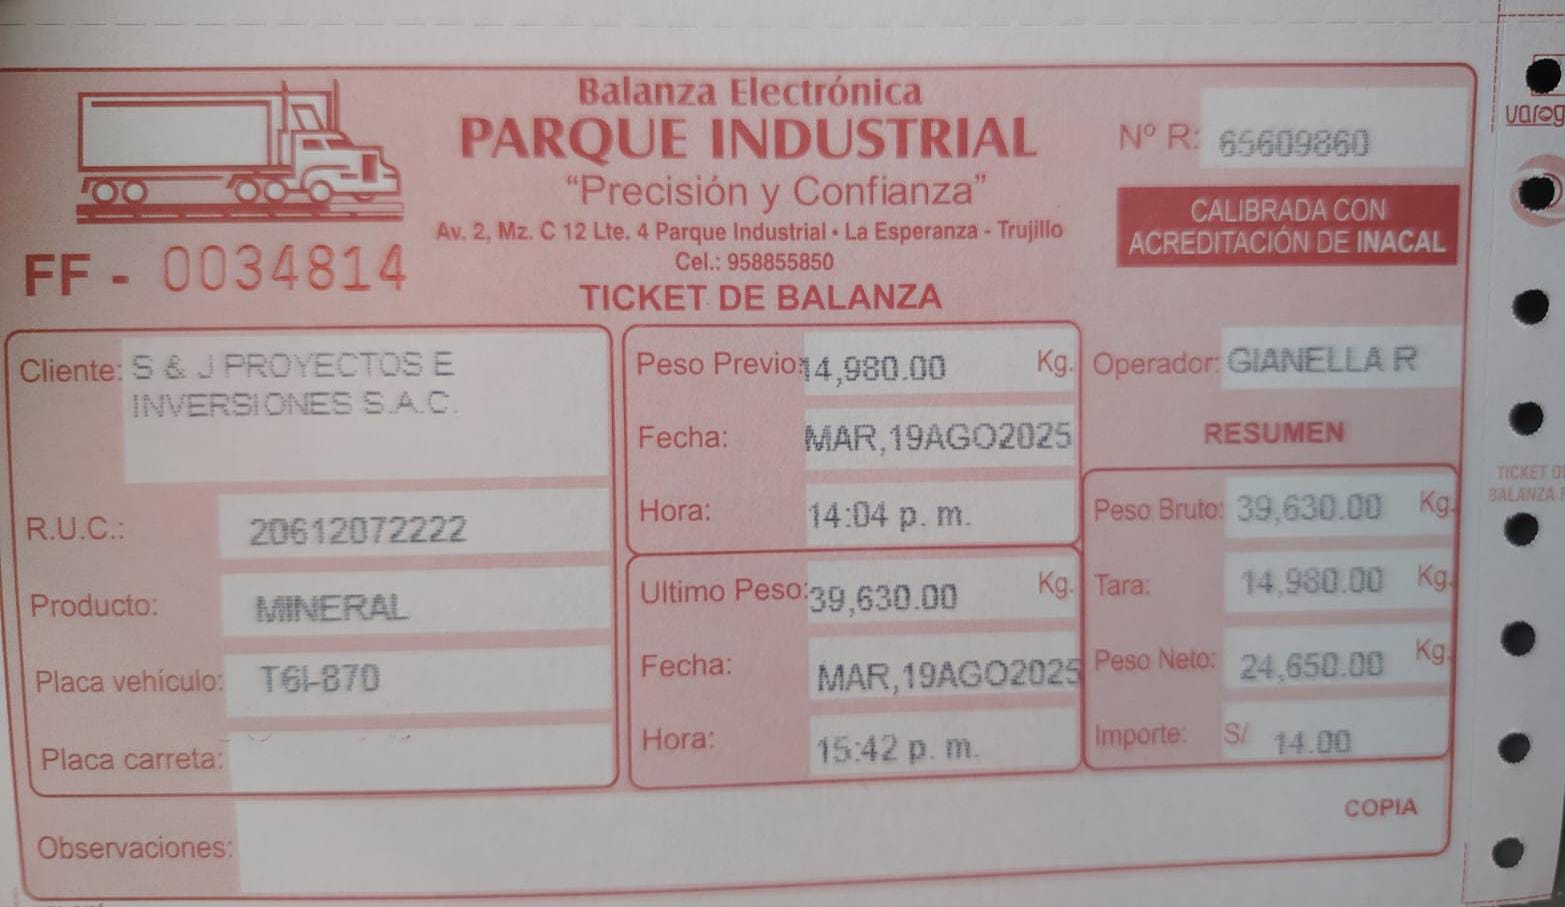 Balanza Electrónica
PARQUE INDUSTRIAL
“Precisión y Confianza”
Av. 2, Mz. C 12 Lte. 4 Parque Industrial • La Esperanza - Trujillo
Cel.: 958855850
TICKET DE BALANZA
Nº R: 65609860
CALIBRADA CON
ACREDITACIÓN DE INACAL
FF - 0034814
Cliente: S & J PROYECTOS E
INVERSIONES S.A.C.
R.U.C.: 20612072222
Producto: MINERAL
Placa vehículo: T6I-870
Placa carreta:
Peso Previo: 14,980.00 Kg.
Fecha: MAR,19AGO2025
Hora: 14:04 p. m.
Ultimo Peso: 39,630.00 Kg.
Fecha: MAR,19AGO2025
Hora: 15:42 p. m.
Operador: GIANELLA R
RESUMEN
Peso Bruto: 39,630.00 Kg.
Tara: 14,980.00 Kg.
Peso Neto: 24,650.00 Kg.
Importe: S/ 14.00
COPIA
Observaciones:
TICKET DE
BALANZA